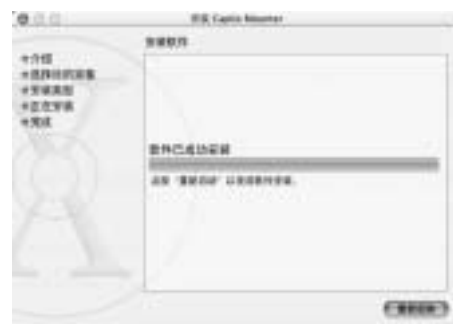 安装 Caplio Mounter
安装软件
介绍
选择目的宗卷
安装类型
正在安装
完成
软件已成功安装
点按“重新启动”以完成软件安装。
重新启动